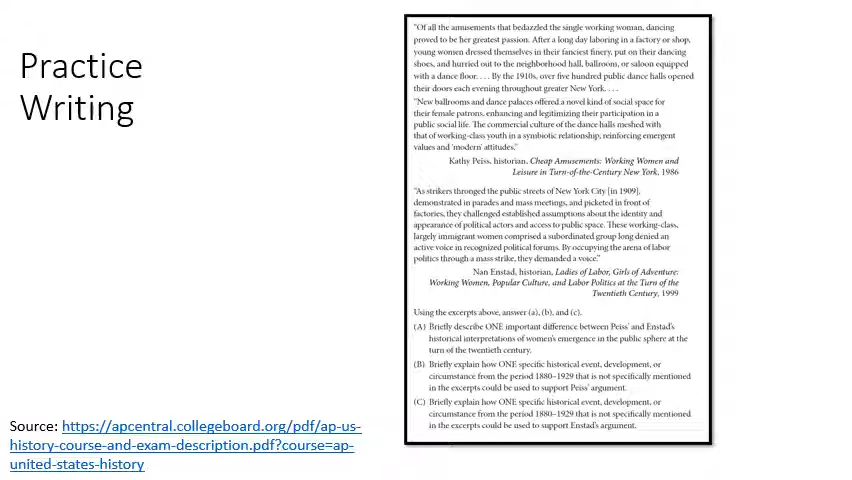 Practice
Writing
"Of all the amusements that bedazzled the single working woman, dancing
proved to be her greatest passion. After a long day laboring in a factory or shop,
young women dressed themselves in their fanciest finery, put on their dancing
shoes, and hurried out to the neighborhood hall, ballroom, or saloon equipped
with a dance floor. . . . By the 1910s, over five hundred public dance halls opened
their doors each evening throughout greater New York. . . .
"New ballrooms and dance palaces offered a novel kind of social space for
their female patrons, enhancing and legitimizing their participation in a
public social life. The commercial culture of the dance halls meshed with
that of working-class youth in a symbiotic relationship, reinforcing emergent
values and 'modern' attitudes."
Kathy Peiss, historian, Cheap Amusements: Working Women and
Leisure in Turn-of-the-Century New York, 1986
"As strikers thronged the public streets of New York City [in 1909],
demonstrated in parades and mass meetings, and picketed in front of
factories, they challenged established assumptions about the identity and
appearance of political actors and access to public space. These working-class,
largely immigrant women comprised a subordinated group long denied an
active voice in recognized political forums. By occupying the arena of labor
politics through a mass strike, they demanded a voice."
Nan Enstad, historian, Ladies of Labor, Girls of Adventure:
Working Women, Popular Culture, and Labor Politics at the Turn of the
Twentieth Century, 1999
Using the excerpts above, answer (a), (b), and (c).
(A) Briefly describe ONE important difference between Peiss' and Enstad's
historical interpretations of women's emergence in the public sphere at the
turn of the twentieth century.
(B) Briefly explain how ONE specific historical event, development, or
circumstance from the period 1880–1929 that is not specifically mentioned
in the excerpts could be used to support Peiss' argument.
(C) Briefly explain how ONE specific historical event, development, or
circumstance from the period 1880–1929 that is not specifically mentioned
in the excerpts could be used to support Enstad's argument.
Source: https://apcentral.collegeboard.org/pdf/ap-us-
history-course-and-exam-description.pdf?course=ap-
united-states-history